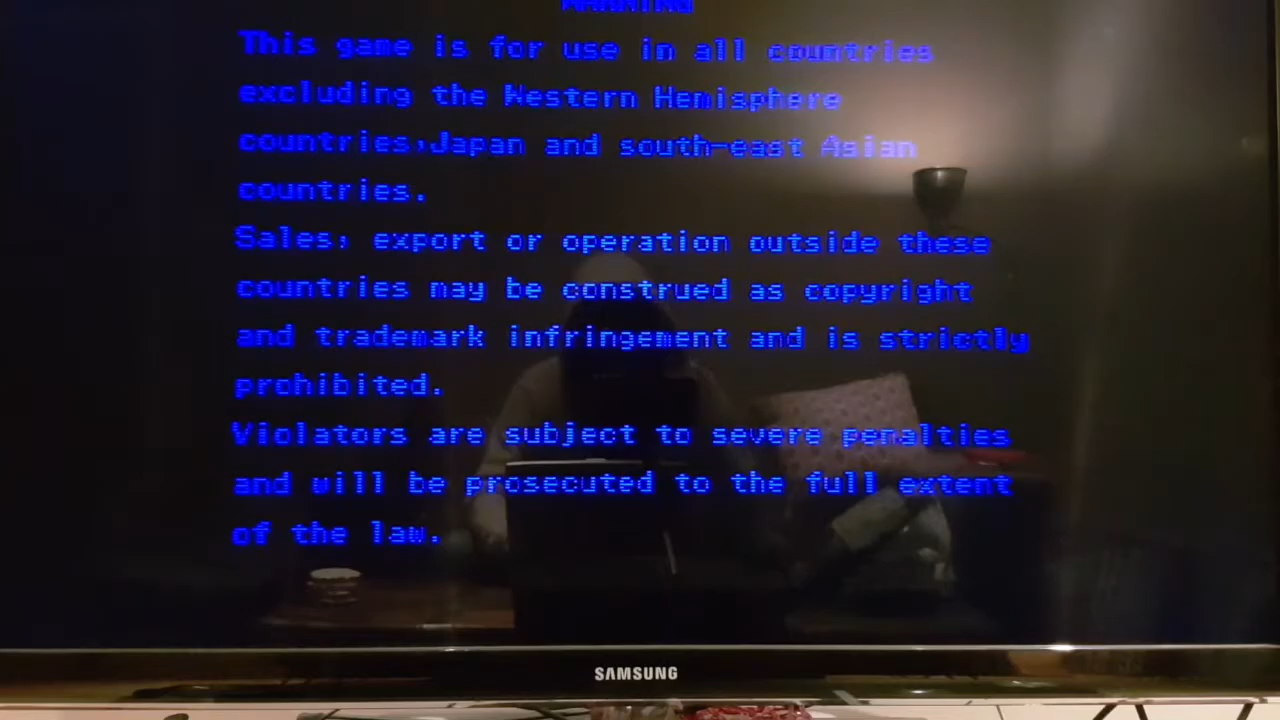 WARNING
This game is for use in all countries
excluding the Western Hemisphere
countries,Japan and south-east Asian
countries.
Sales, export or operation outside these
countries may be construed as copyright
and trademark infringement and is strictly
prohibited.
Violators are subject to severe penalties
and will be prosecuted to the full extent
of the law.
SAMSUNG